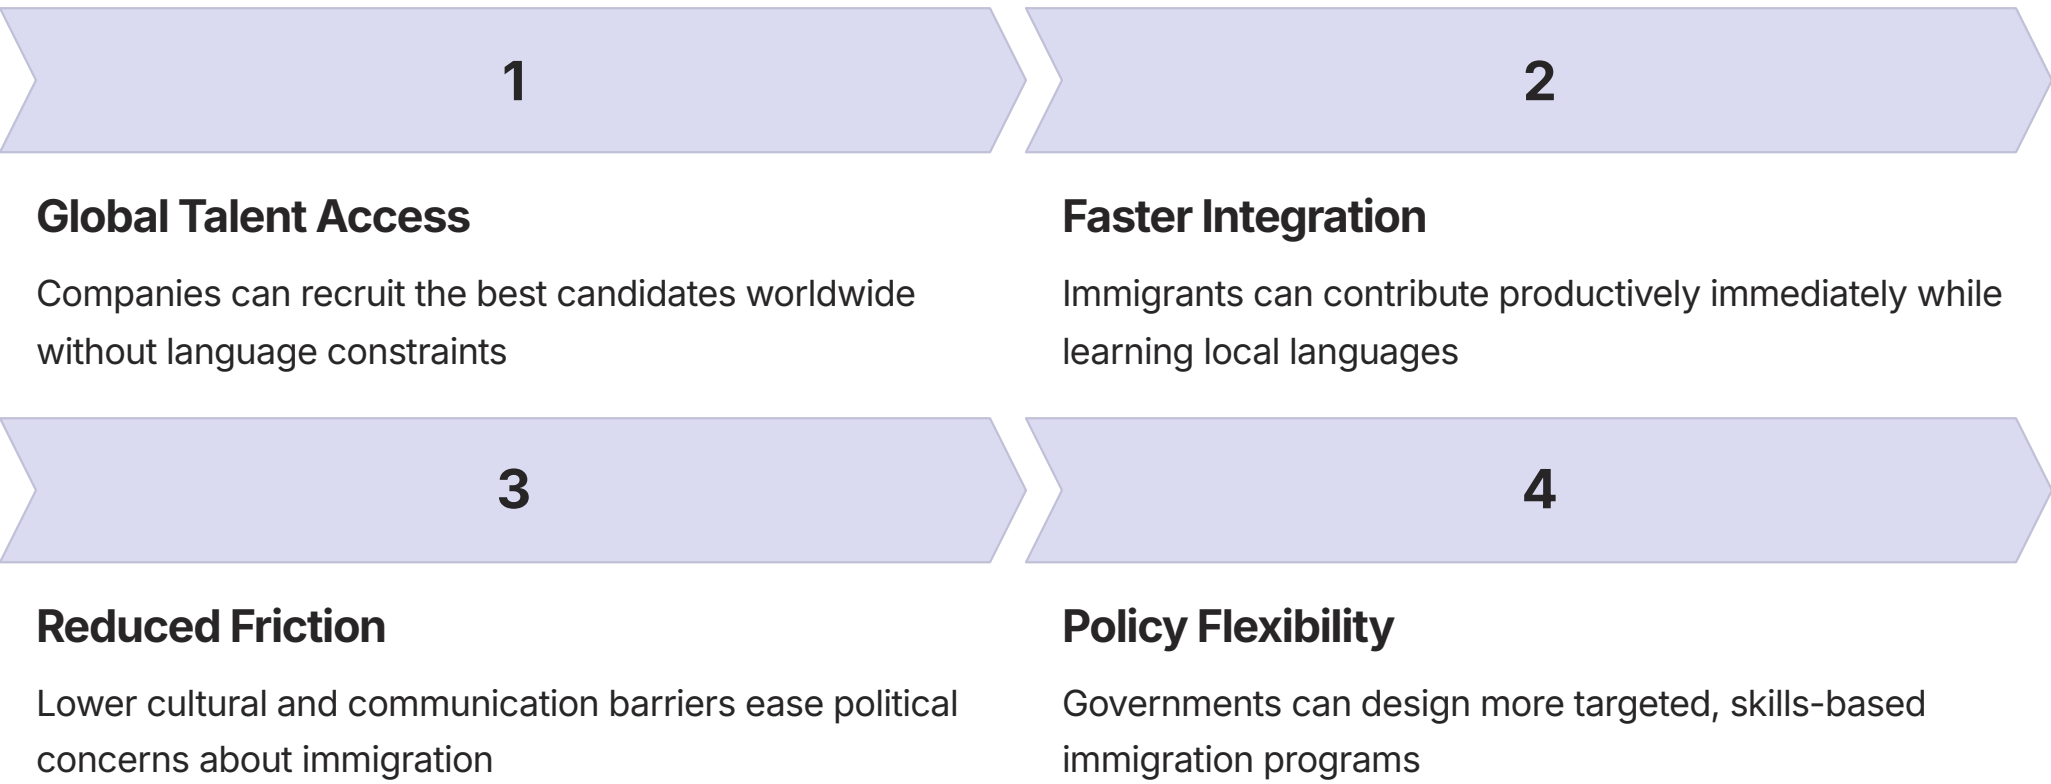 1
2
Global Talent Access
Companies can recruit the best candidates worldwide
without language constraints
Faster Integration
Immigrants can contribute productively immediately while
learning local languages
3
4
Reduced Friction
Lower cultural and communication barriers ease political
concerns about immigration
Policy Flexibility
Governments can design more targeted, skills-based
immigration programs